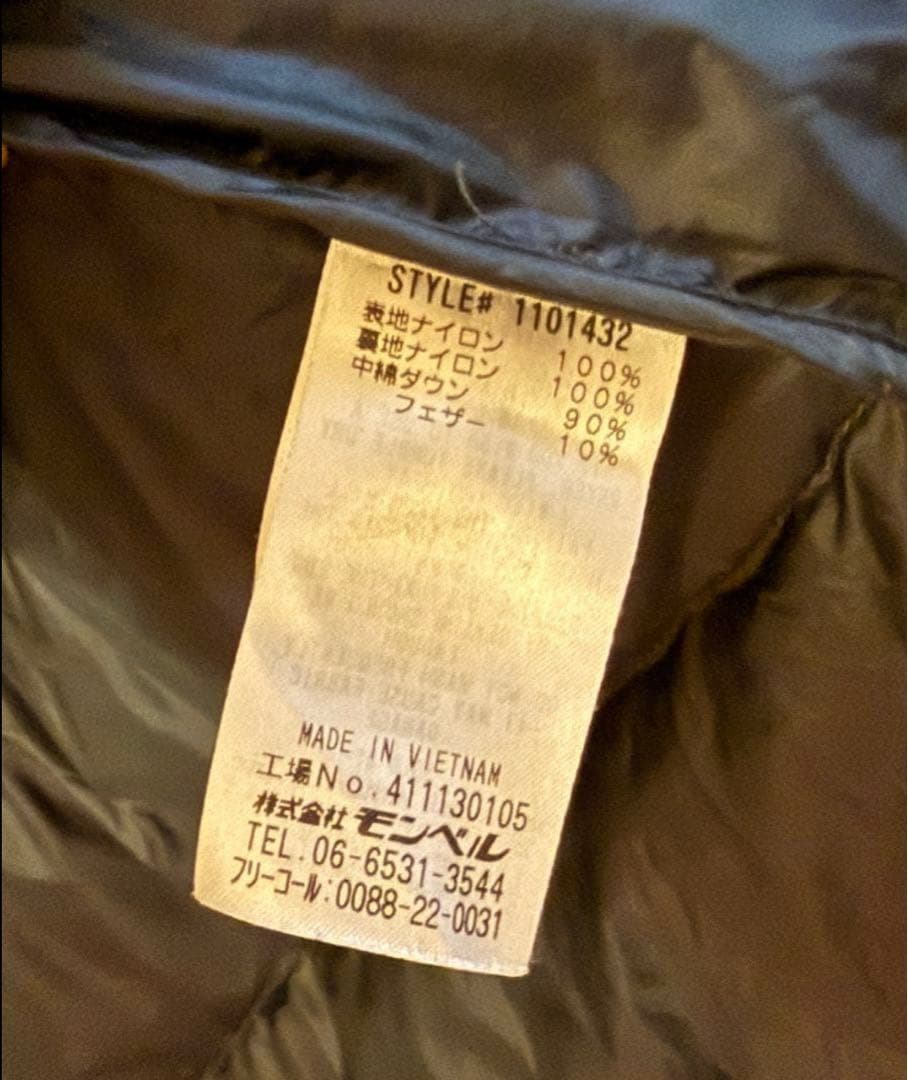 STYLE# 1101432
表地ナイロン 100%
裏地ナイロン 100%
中綿ダウン 90%
フェザー 10%
MADE IN VIETNAM
工場No.411130105
株式会社モンベル
TEL.06-6531-3544
フリーコール:0088-22-0031